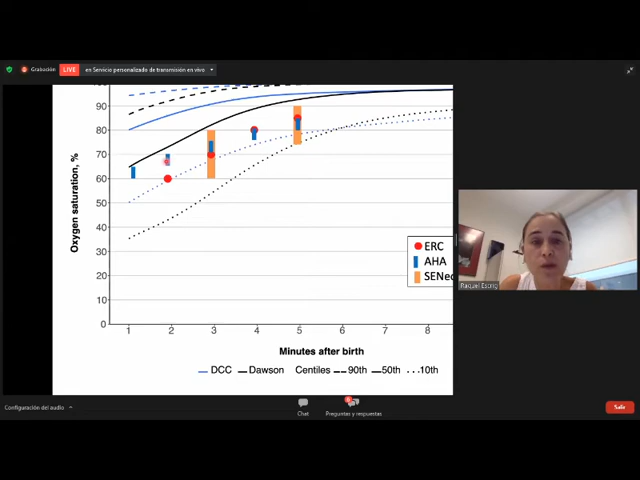 Grabación
LIVE
en Servicio personalizado de transmisión en vivo
90
80
70
60
50
40
30
20
10
0
Oxygen saturation, %
1 2 3 4 5 6 7 8
Minutes after birth
DCC Dawson Centiles 90th 50th 10th
ERC
AHA
SENeo
Raquel Escrig
Configuración del audio
Chat
Preguntas y respuestas
Salir